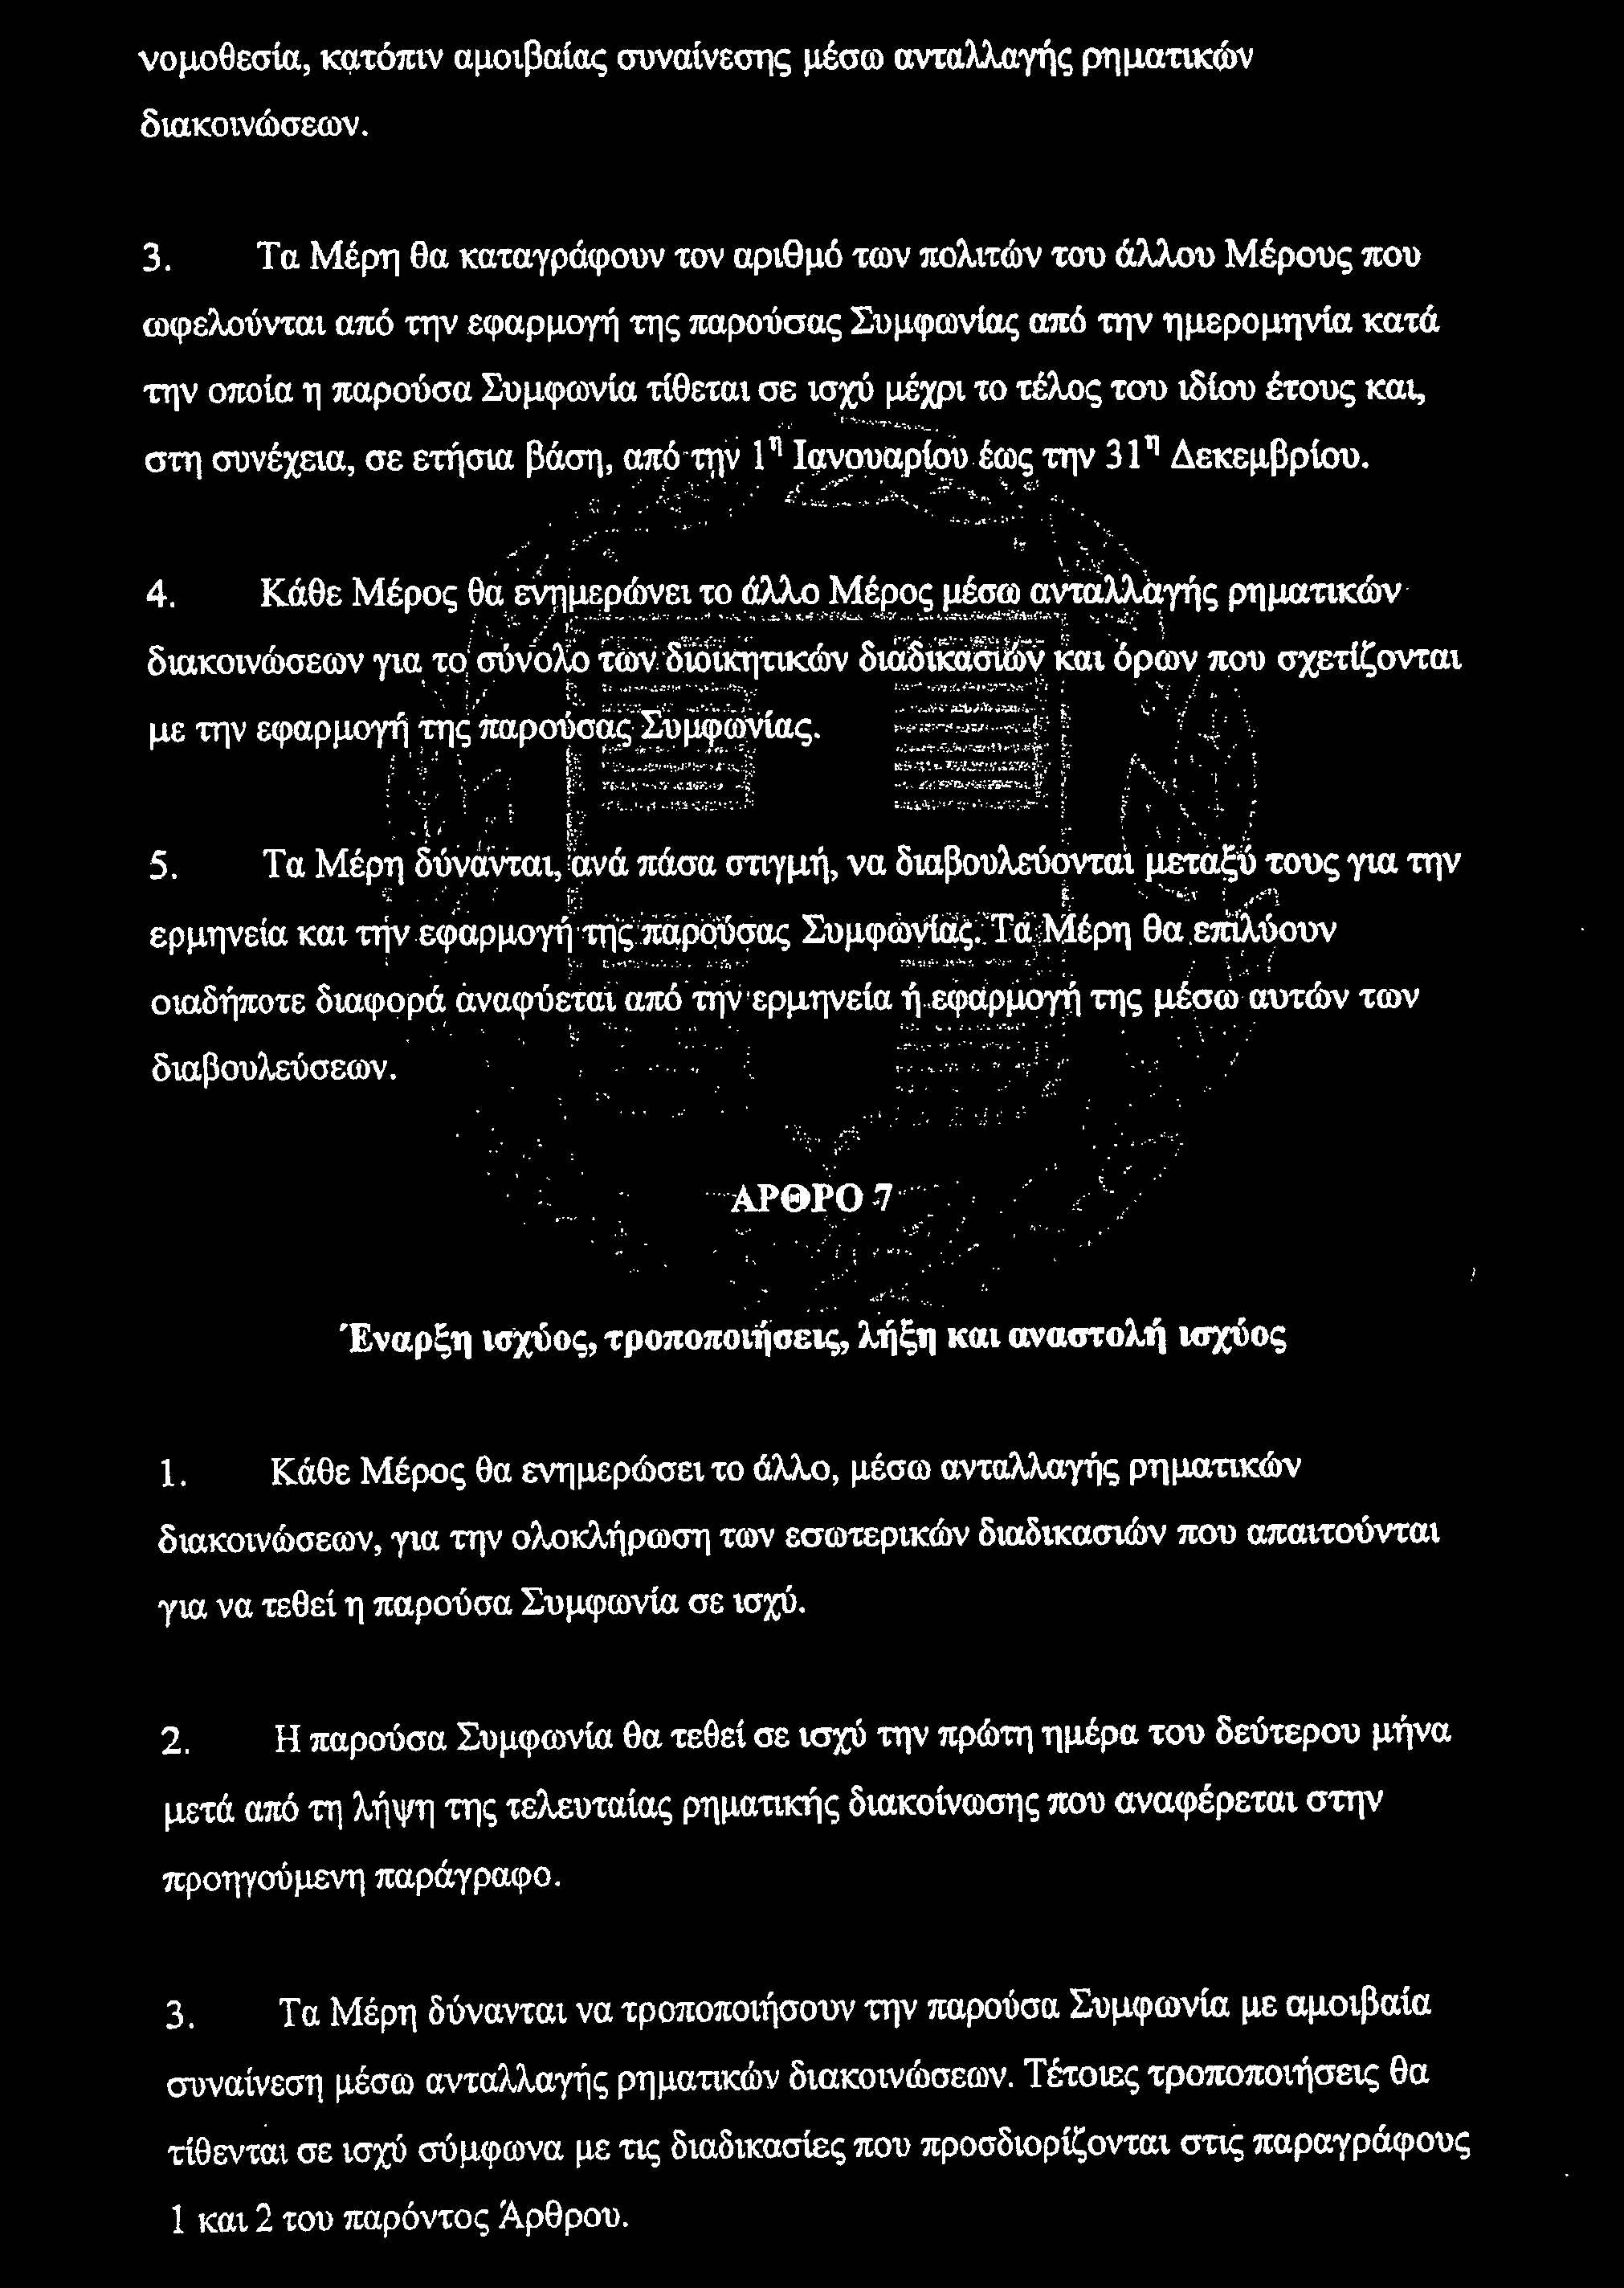 νομοθεσία, κατόπιν αμοιβαίας συναίνεσης μέσω ανταλλαγής ρηματικών
διακοινώσεων.
3. Τα Μέρη θα καταγράφουν τον αριθμό των πολιτών του άλλου Μέρους που
ωφελούνται από την εφαρμογή της παρούσας Συμφωνίας από την ημερομηνία κατά
την οποία η παρούσα Συμφωνία τίθεται σε ισχύ μέχρι το τέλος του ιδίου έτους και,
στη συνέχεια, σε ετήσια βάση, από την 1η Ιανουαρίου έως την 31η Δεκεμβρίου.
4. Κάθε Μέρος θα ενημερώνει το άλλο Μέρος μέσω ανταλλαγής ρηματικών
διακοινώσεων για το σύνολο των διοικητικών διαδικασιών και όρων που σχετίζονται
με την εφαρμογή της παρούσας Συμφωνίας.
5. Τα Μέρη δύνανται, ανά πάσα στιγμή, να διαβουλεύονται μεταξύ τους για την
ερμηνεία και την εφαρμογή της παρούσας Συμφωνίας. Τα Μέρη θα επιλύουν
οιαδήποτε διαφορά αναφύεται από την ερμηνεία ή εφαρμογή της μέσω αυτών των
διαβουλεύσεων.
ΑΡΘΡΟ 7
Έναρξη ισχύος, τροποποιήσεις, λήξη και αναστολή ισχύος
1. Κάθε Μέρος θα ενημερώσει το άλλο, μέσω ανταλλαγής ρηματικών
διακοινώσεων, για την ολοκλήρωση των εσωτερικών διαδικασιών που απαιτούνται
για να τεθεί η παρούσα Συμφωνία σε ισχύ.
2. Η παρούσα Συμφωνία θα τεθεί σε ισχύ την πρώτη ημέρα του δεύτερου μήνα
μετά από τη λήψη της τελευταίας ρηματικής διακοίνωσης που αναφέρεται στην
προηγούμενη παράγραφο.
3. Τα Μέρη δύνανται να τροποποιήσουν την παρούσα Συμφωνία με αμοιβαία
συναίνεση μέσω ανταλλαγής ρηματικών διακοινώσεων. Τέτοιες τροποποιήσεις θα
τίθενται σε ισχύ σύμφωνα με τις διαδικασίες που προσδιορίζονται στις παραγράφους
1 και 2 του παρόντος Άρθρου.